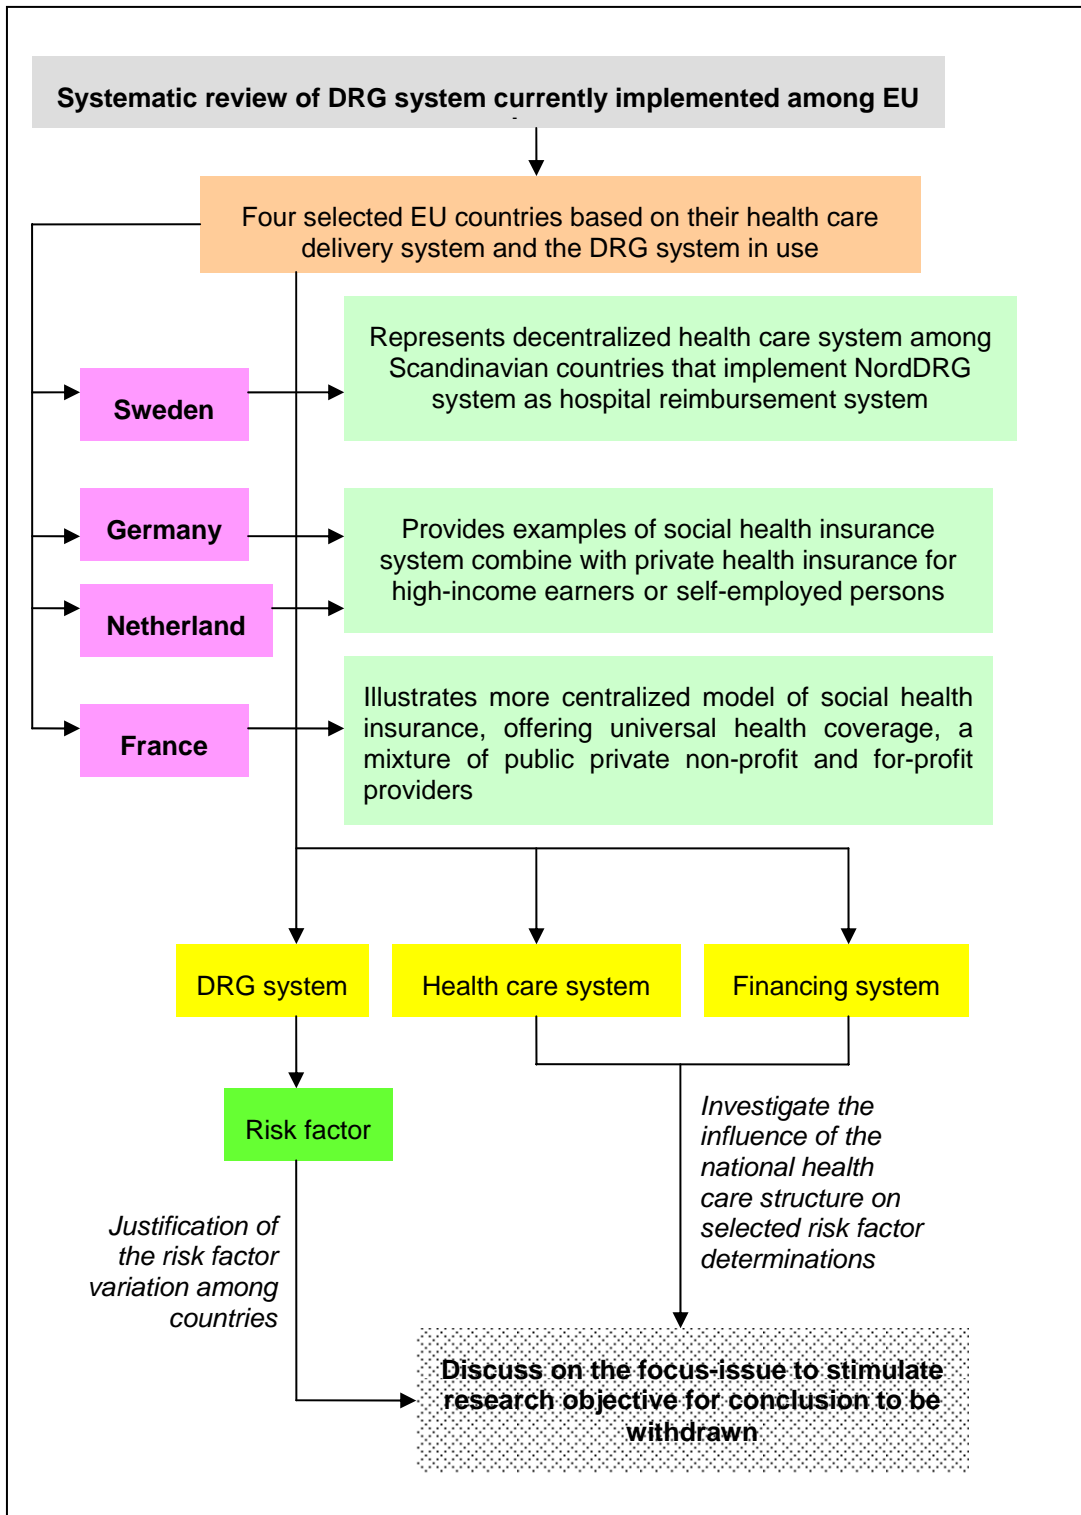 Systematic review of DRG system currently implemented among EU
Four selected EU countries based on their health care
delivery system and the DRG system in use
Represents decentralized health care system among
Scandinavian countries that implement NordDRG
system as hospital reimbursement system
Sweden
Germany
Provides examples of social health insurance
system combine with private health insurance for
high-income earners or self-employed persons
Netherland
Illustrates more centralized model of social health
insurance, offering universal health coverage, a
mixture of public private non-profit and for-profit
providers
France
DRG system
Health care system
Financing system
Risk factor
Investigate the
influence of the
national health
care structure on
selected risk factor
determinations
Justification of
the risk factor
variation among
countries
Discuss on the focus-issue to stimulate
research objective for conclusion to be
withdrawn